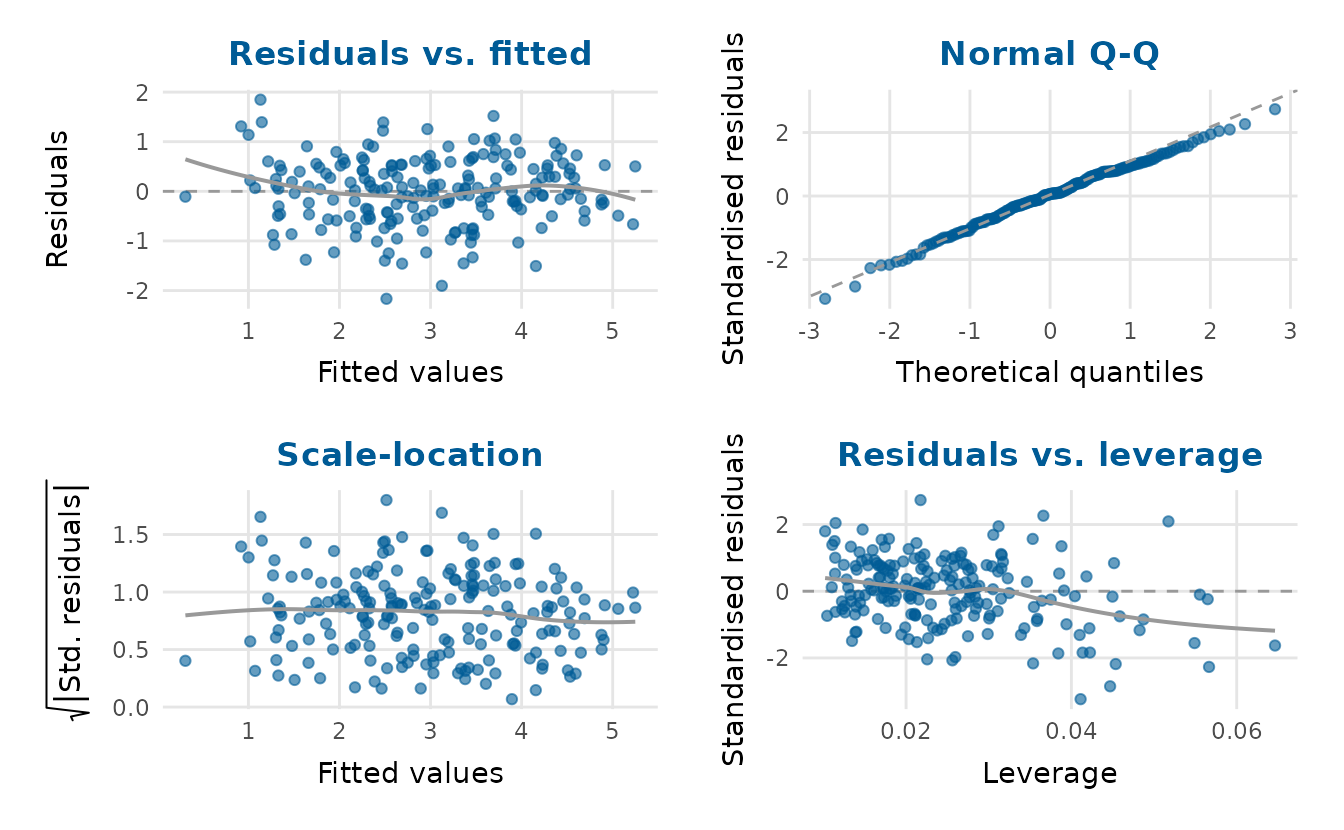 Residuals vs. fitted
Residuals
2
1
0
-1
-2
1 2 3 4 5
Fitted values
Normal Q-Q
Standardised residuals
2
0
-2
-3 -2 -1 0 1 2 3
Theoretical quantiles
Scale-location
√|Std. residuals|
1.5
1.0
0.5
0.0
1 2 3 4 5
Fitted values
Residuals vs. leverage
Standardised residuals
2
0
-2
0.02 0.04 0.06
Leverage